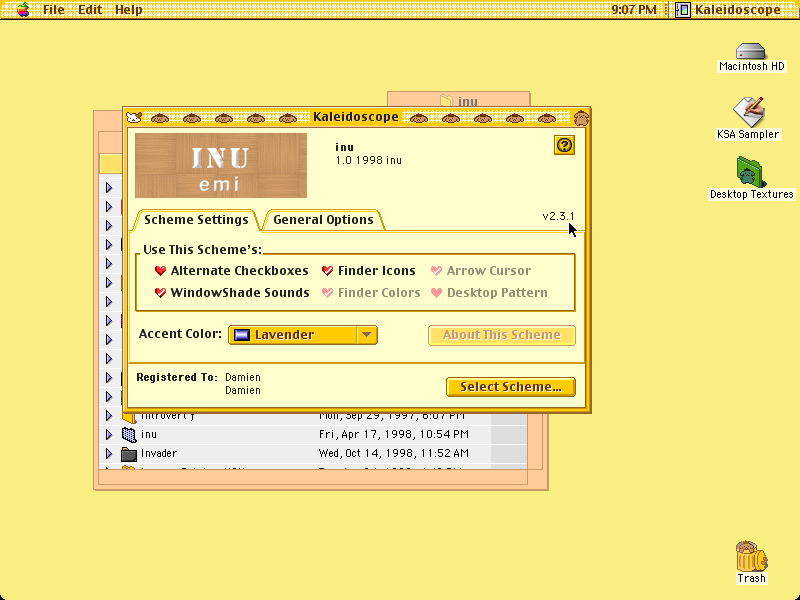 File Edit Help
9:07 PM
Kaleidoscope
Macintosh HD
KSA Sampler
Desktop Textures
inu
Kaleidoscope
INU
emi
inu
1.0 1998 inu
?
Scheme Settings
General Options
v2.3.1
Use This Scheme's:
Alternate Checkboxes
Finder Icons
Arrow Cursor
WindowShade Sounds
Finder Colors
Desktop Pattern
Accent Color:
Lavender
About This Scheme
Registered To:
Damien
Damien
Select Scheme...
Introverty
Mon, Sep 29, 1997, 6:07 PM
inu
Fri, Apr 17, 1998, 10:54 PM
Invader
Wed, Oct 14, 1998, 11:52 AM
Trash